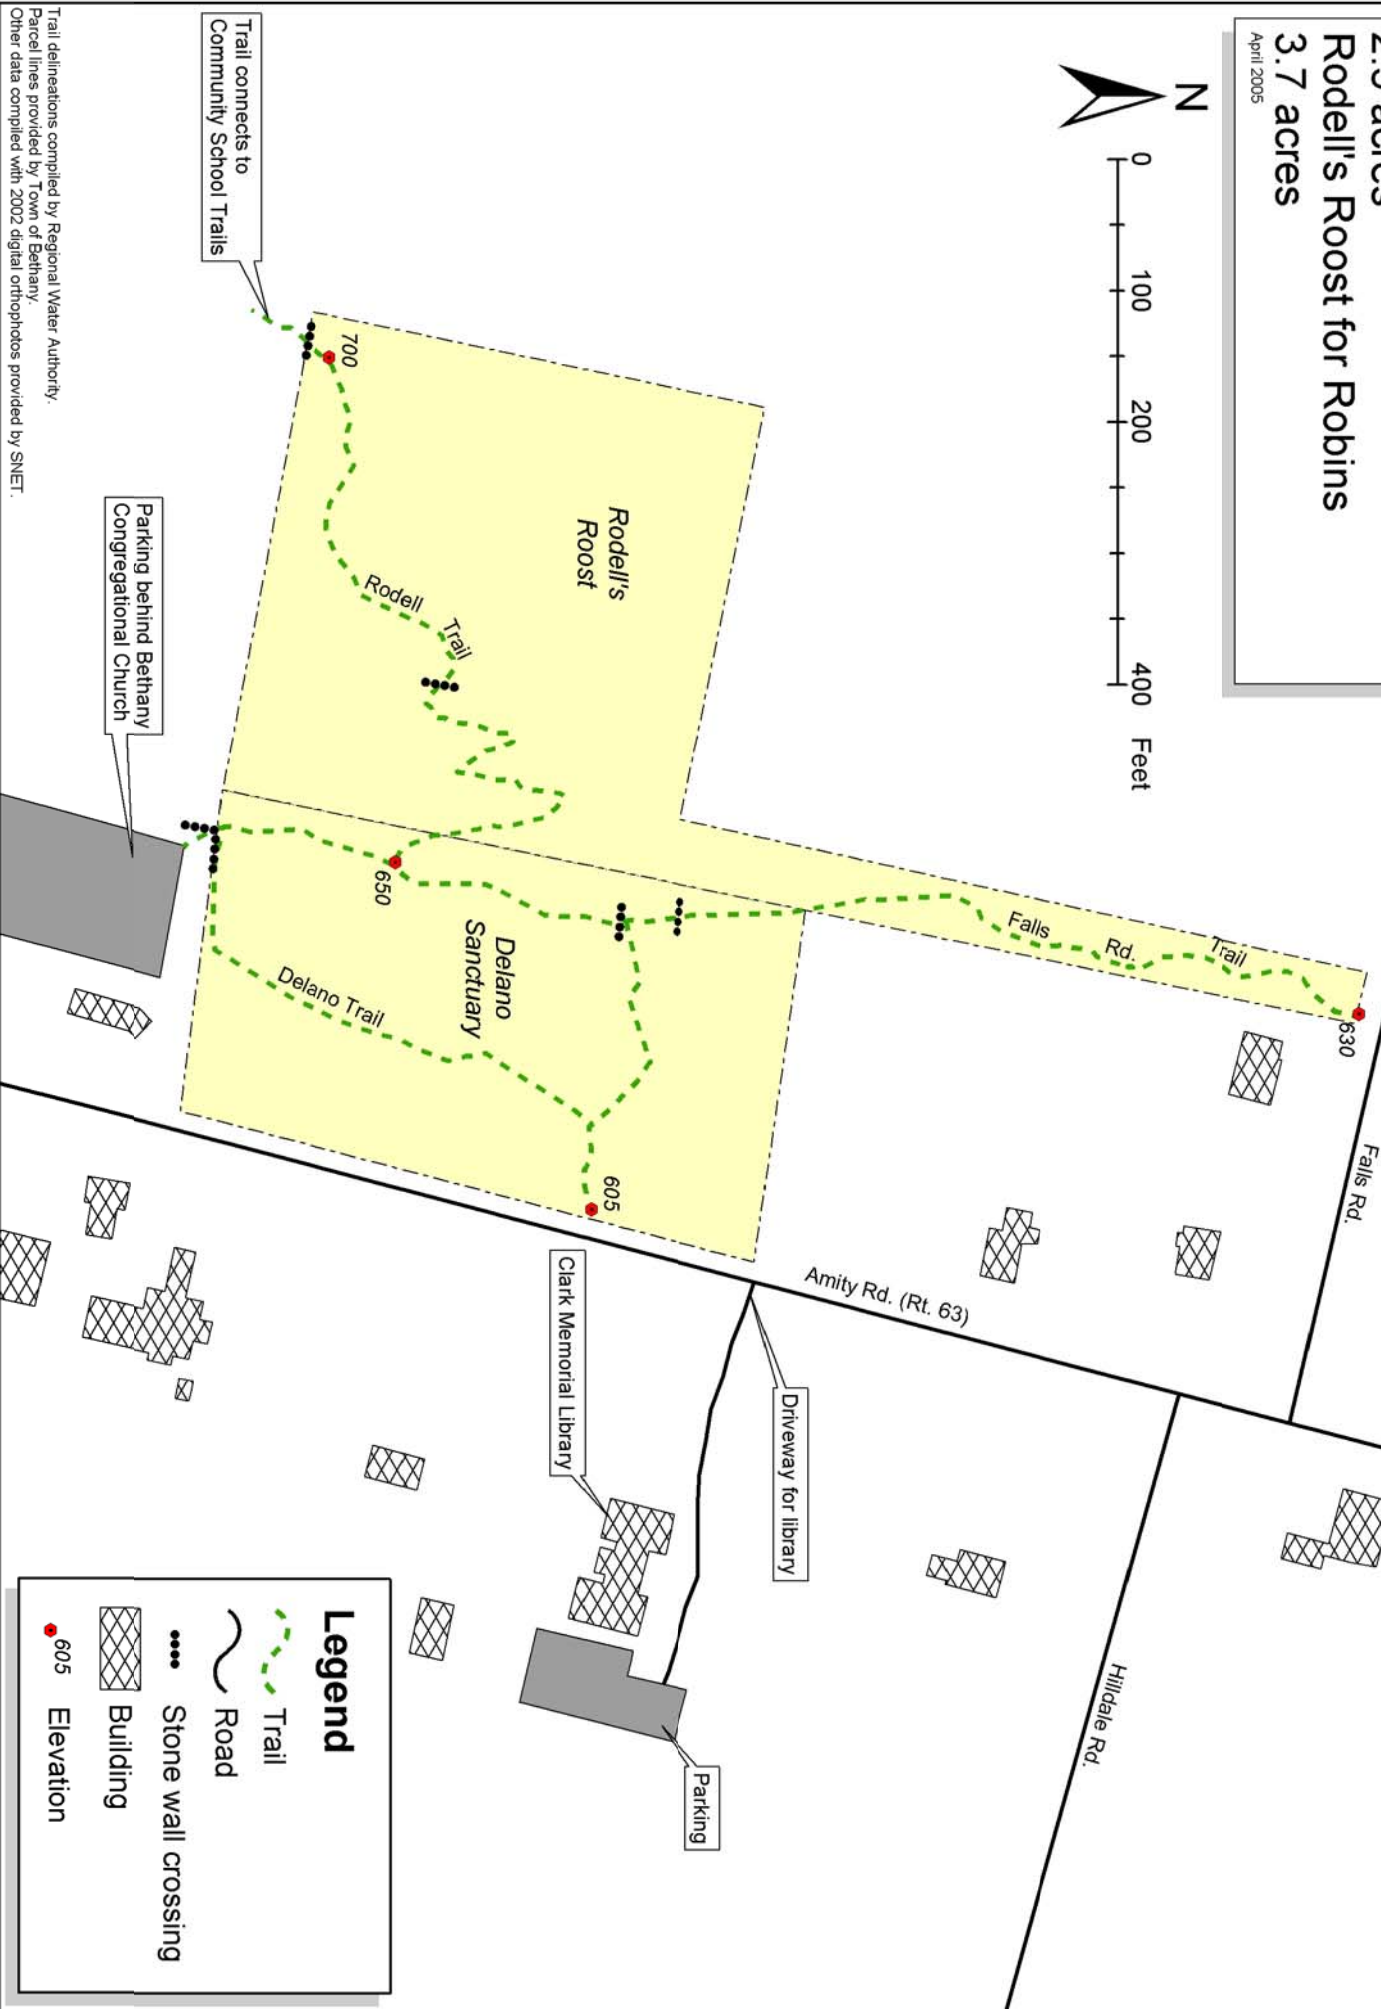 Rodell's Roost for Robins
3.7 acres
April 2005
N
0 100 200 400 Feet
Trail connects to
Community School Trails
700
Rodell's
Roost
Rodell Trail
Parking behind Bethany
Congregational Church
650
Delano
Sanctuary
Delano Trail
605
Falls Rd. Trail
630
Falls Rd.
Amity Rd. (Rt. 63)
Hilldale Rd.
Driveway for library
Clark Memorial Library
Parking
Legend
Trail
Road
Stone wall crossing
Building
605 Elevation
Trail delineations compiled by Regional Water Authority.
Parcel lines provided by Town of Bethany.
Other data compiled with 2002 digital orthophotos provided by SNET.